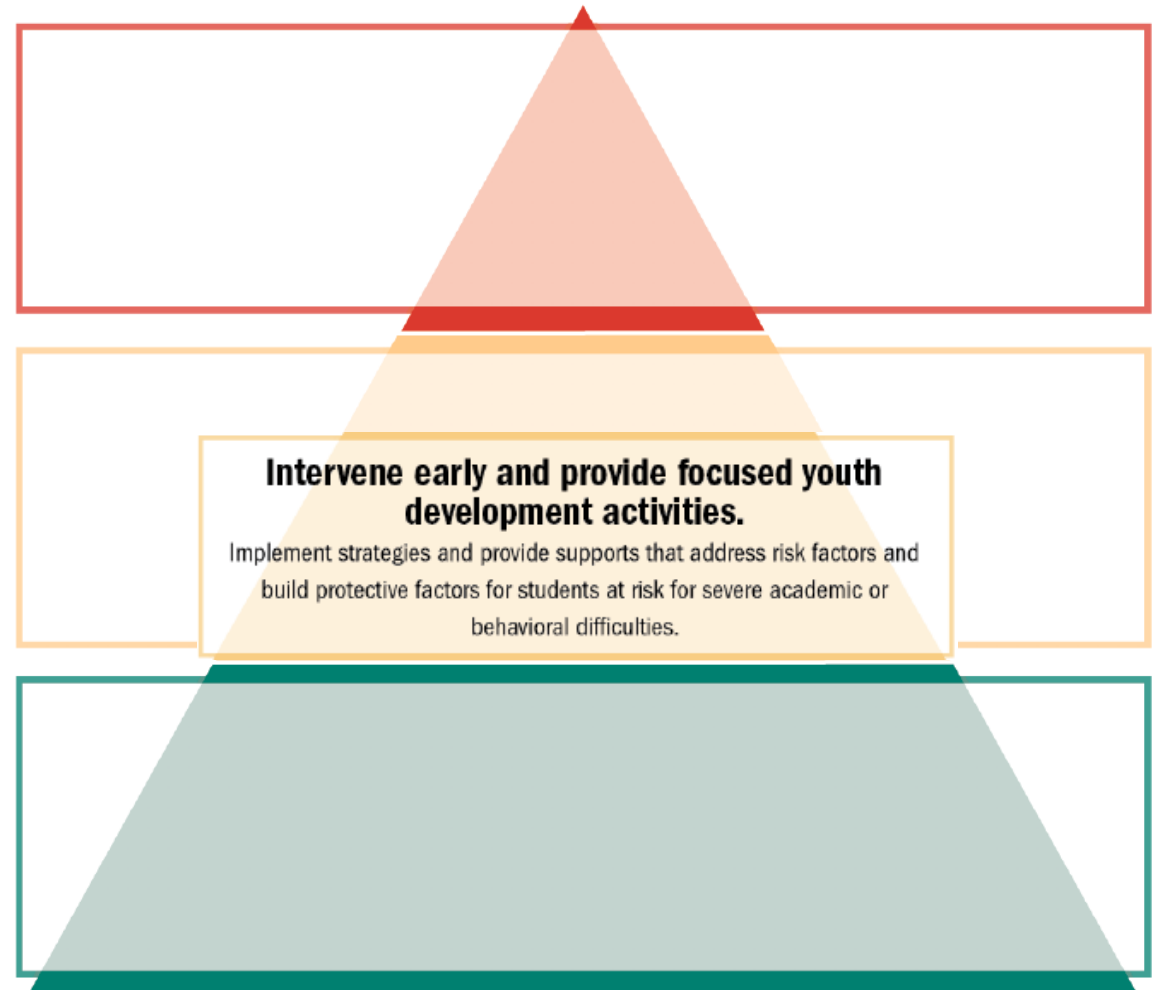 Intervene early and provide focused youth
development activities.
Implement strategies and provide supports that address risk factors and
build protective factors for students at risk for severe academic or
behavioral difficulties.